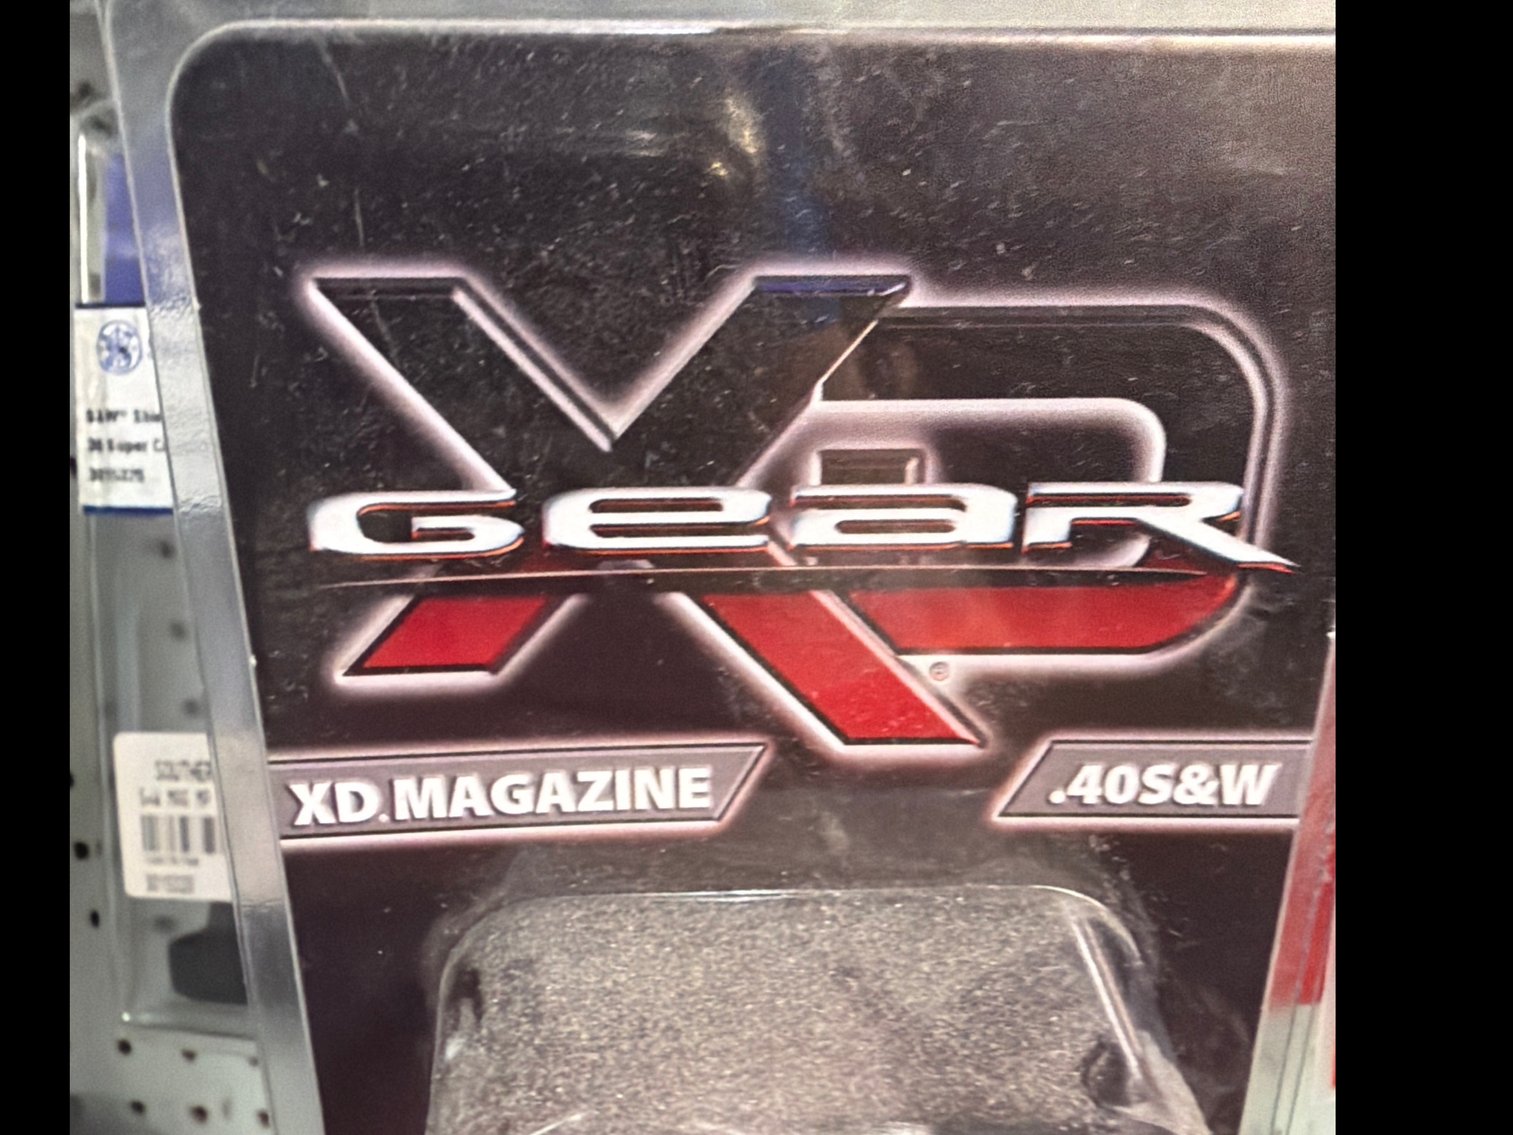 XD
GEAR
®
XD.MAGAZINE
.40S&W